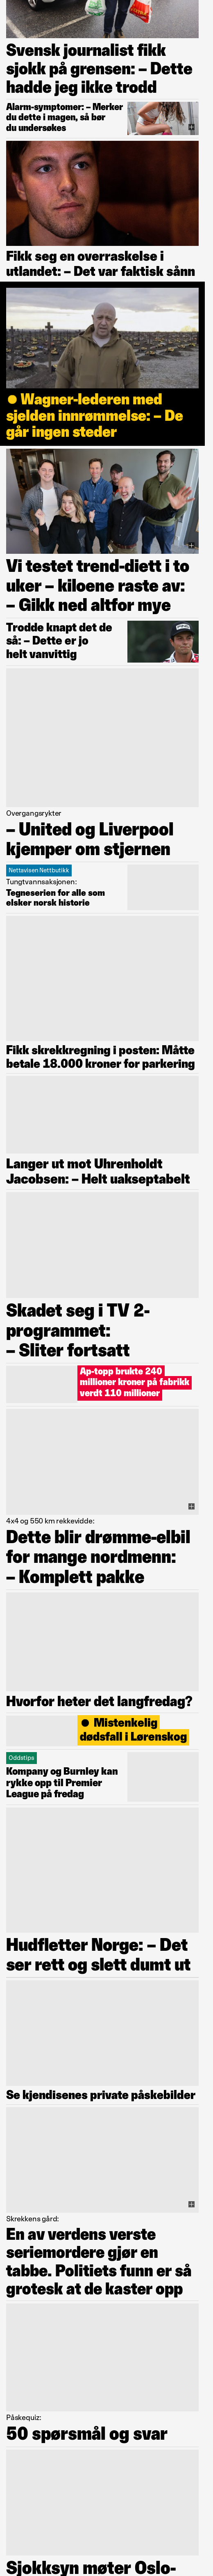 Svensk journalist fikk
sjokk på grensen: – Dette
hadde jeg ikke trodd
Alarm-symptomer: – Merker
du dette i magen, så bør
du undersøkes
Fikk seg en overraskelse i
utlandet: – Det var faktisk sånn
Wagner-lederen med
sjelden innrømmelse: – De
går ingen steder
Vi testet trend-diett i to
uker – kiloene raste av:
– Gikk ned altfor mye
Trodde knapt det de
så: – Dette er jo
helt vanvittig
PING
Overgangsrykter
– United og Liverpool
kjemper om stjernen
Nettavisen Nettbutikk
Tungtvannsaksjonen:
Tegneserien for alle som
elsker norsk historie
Fikk skrekkregning i posten: Måtte
betale 18.000 kroner for parkering
Langer ut mot Uhrenholdt
Jacobsen: – Helt uakseptabelt
Skadet seg i TV 2-
programmet:
– Sliter fortsatt
Ap-topp brukte 240
millioner kroner på fabrikk
verdt 110 millioner
4x4 og 550 km rekkevidde:
Dette blir drømme-elbil
for mange nordmenn:
– Komplett pakke
Hvorfor heter det langfredag?
Mistenkelig
dødsfall i Lørenskog
Oddstips
Kompany og Burnley kan
rykke opp til Premier
League på fredag
Hudfletter Norge: – Det
ser rett og slett dumt ut
Se kjendisenes private påskebilder
Skrekkens gård:
En av verdens verste
seriemordere gjør en
tabbe. Politiets funn er så
grotesk at de kaster opp
Påskequiz:
50 spørsmål og svar
Sjokksyn møter Oslo-